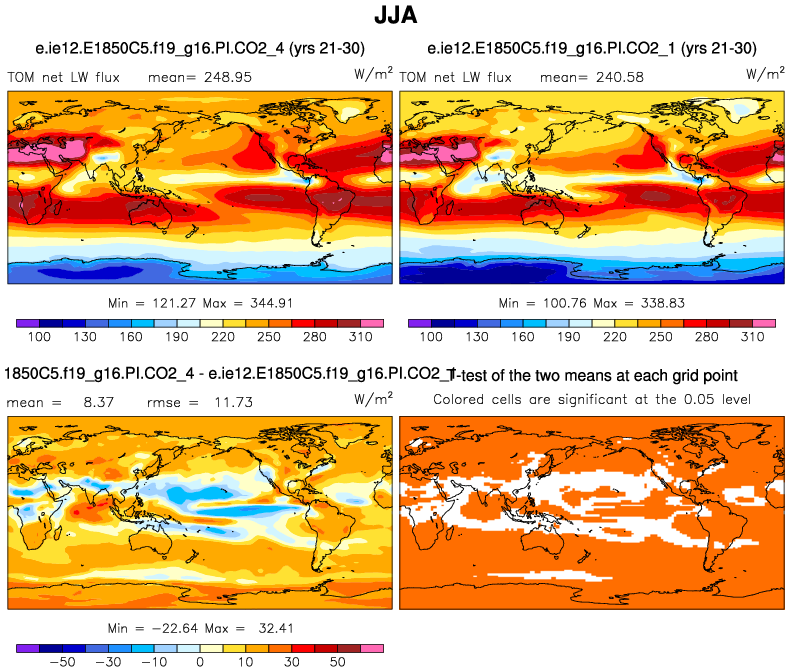 JJA
e.ie12.E1850C5.f19_g16.PI.CO2_4 (yrs 21-30)
e.ie12.E1850C5.f19_g16.PI.CO2_1 (yrs 21-30)
TOM net LW flux mean= 248.95 W/m²
TOM net LW flux mean= 240.58 W/m²
Min = 121.27 Max = 344.91
Min = 100.76 Max = 338.83
100 130 160 190 220 250 280 310
100 130 160 190 220 250 280 310
1850C5.f19_g16.PI.CO2_4 - e.ie12.E1850C5.f19_g16.PI.CO2_1
T-test of the two means at each grid point
mean = 8.37 rmse = 11.73 W/m²
Colored cells are significant at the 0.05 level
Min = −22.64 Max = 32.41
−50 −30 −10 0 10 30 50